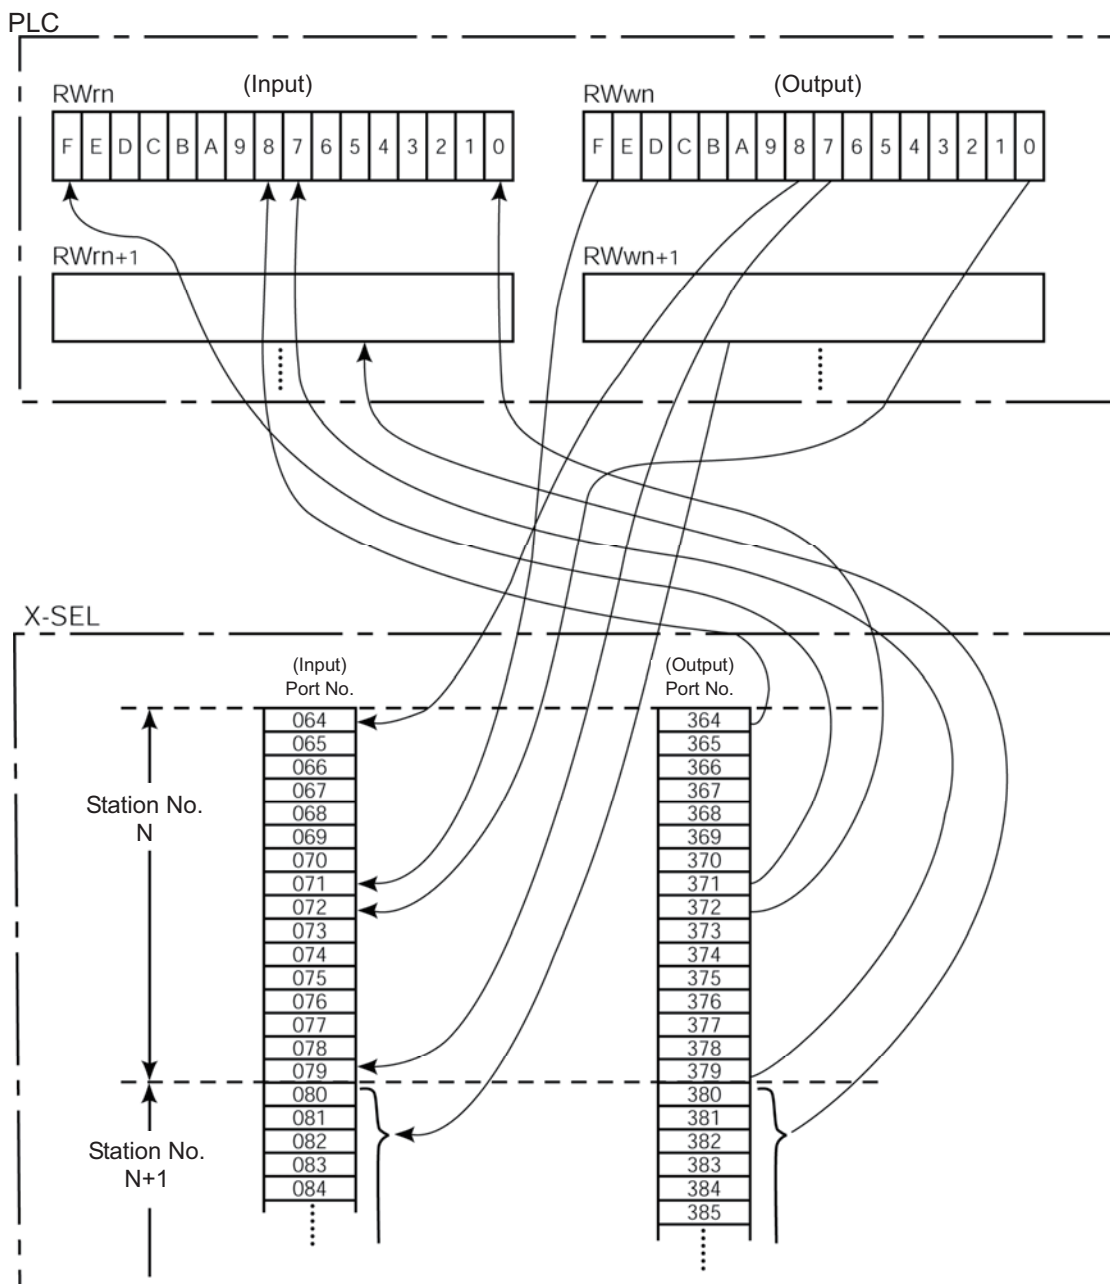 PLC
RWrn (Input) RWwn (Output)
F E D C B A 9 8 7 6 5 4 3 2 1 0 F E D C B A 9 8 7 6 5 4 3 2 1 0
RWrn+1 RWwn+1
X-SEL
(Input) (Output)
Port No. Port No.
064 364
065 365
066 366
067 367
Station No. 068 368
N 069 369
070 370
071 371
072 372
073 373
074 374
075 375
076 376
077 377
078 378
079 379
080 380
081 381
Station No. 082 382
N+1 083 383
084 384
385